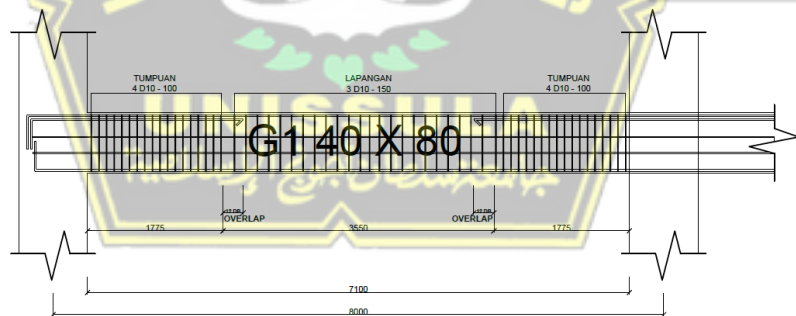 TUMPUAN
4 D10 - 100
LAPANGAN
3 D10 - 150
TUMPUAN
4 D10 - 100
UNISSULA
G1 40 X 80
OVERLAP
OVERLAP
1775
3550
1775
7100
8000